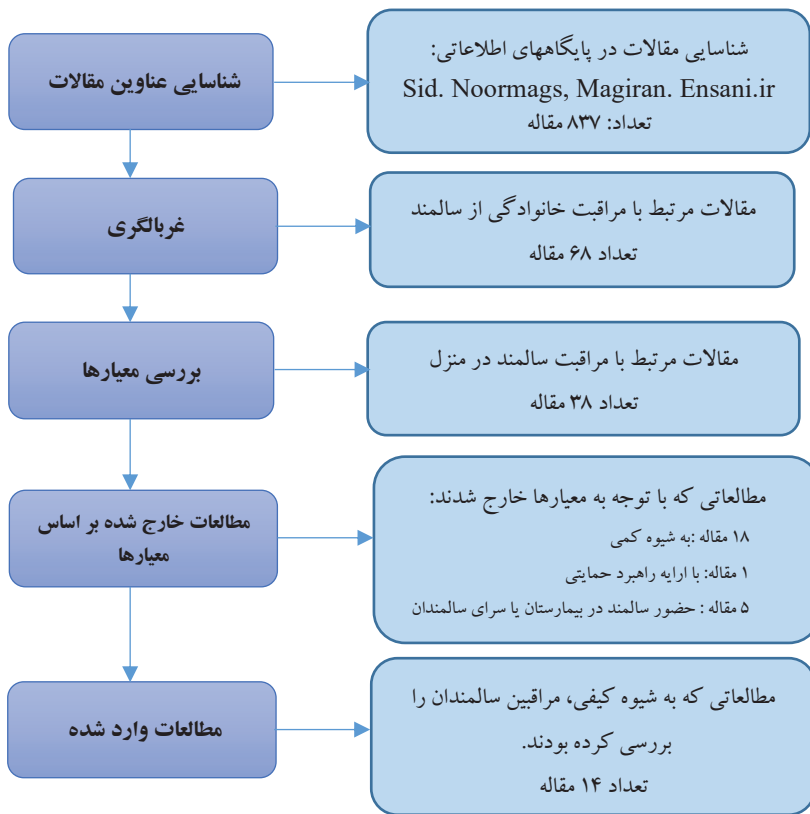 شناسایی عناوین مقالات
شناسایی مقالات در پایگاههای اطلاعاتی:
Sid. Noormags, Magiran. Ensani.ir
تعداد: ۸۳۷ مقاله
غربالگری
مقالات مرتبط با مراقبت خانوادگی از سالمند
تعداد ۶۸ مقاله
بررسی معیارها
مقالات مرتبط با مراقبت سالمند در منزل
تعداد ۳۸ مقاله
مطالعات خارج شده بر اساس
معیارها
مطالعاتی که با توجه به معیارها خارج شدند:
۱۸ مقاله :به شیوه کمی
۱ مقاله: با ارایه راهبرد حمایتی
۵ مقاله : حضور سالمند در بیمارستان یا سرای سالمندان
مطالعات وارد شده
مطالعاتی که به شیوه کیفی، مراقبین سالمندان را
بررسی کرده بودند.
تعداد ۱۴ مقاله